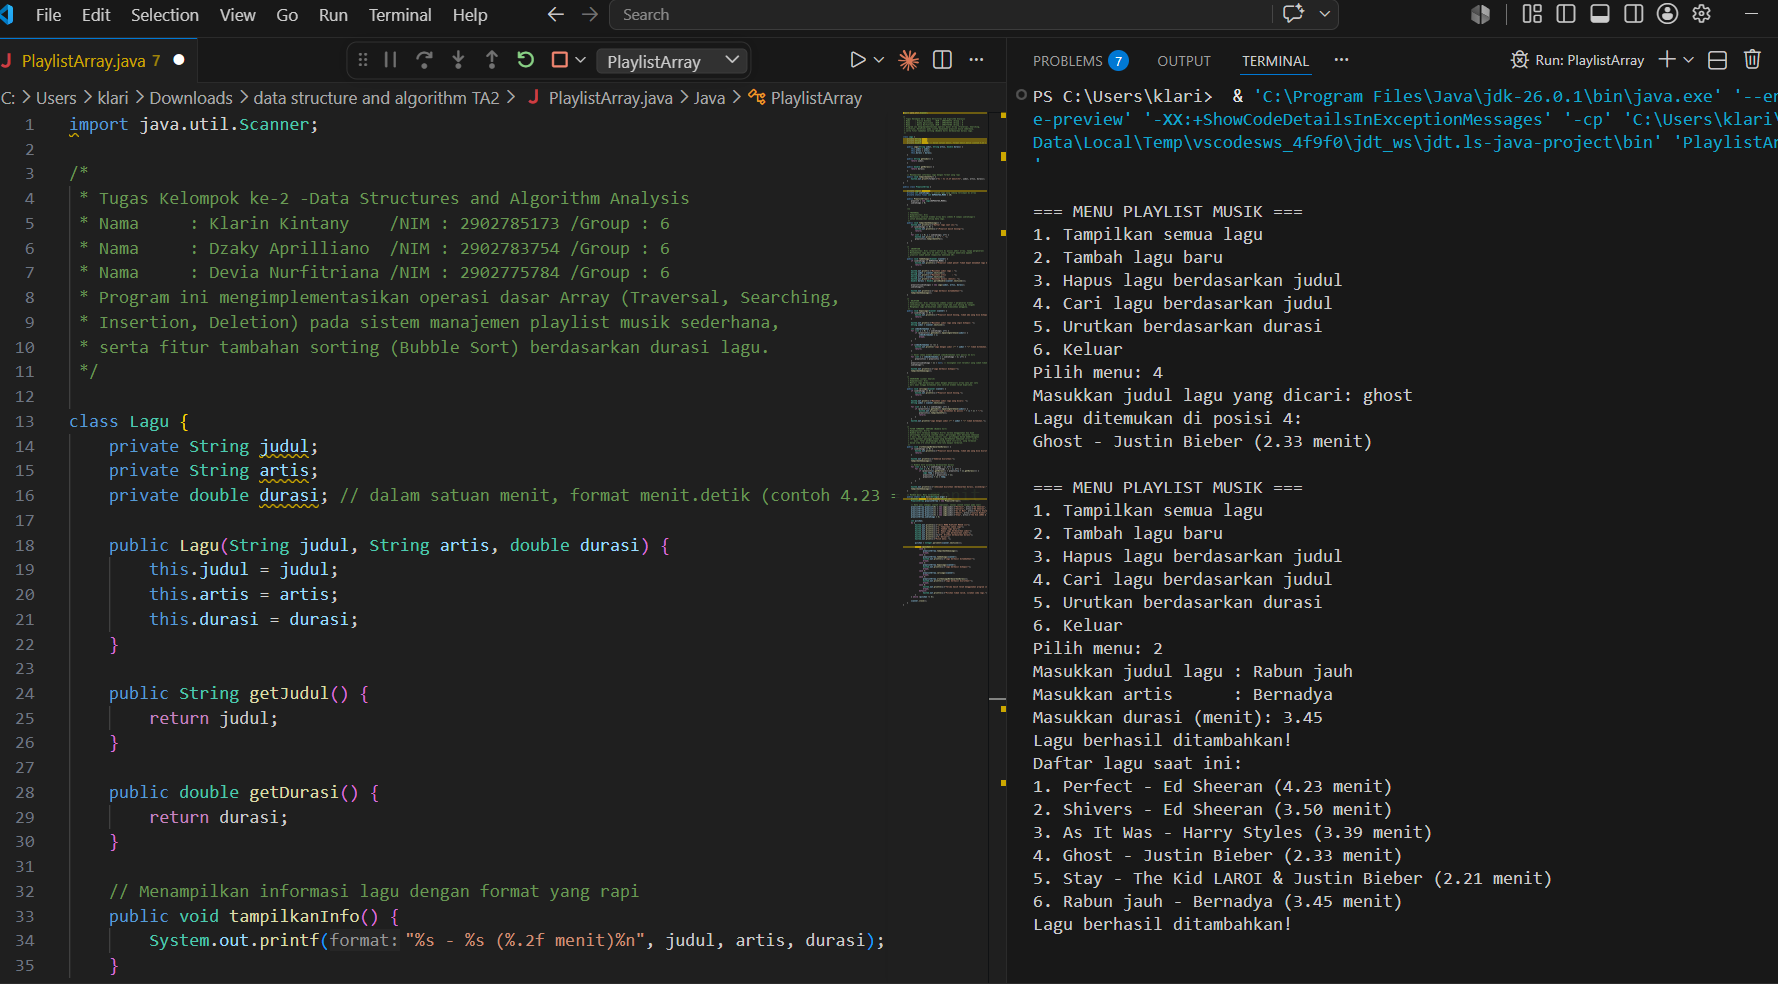 File Edit Selection View Go Run Terminal Help
Search
PlaylistArray.java 7
PlaylistArray
PROBLEMS 7 OUTPUT TERMINAL
Run: PlaylistArray
C: > Users > klari > Downloads > data structure and algorithm TA2 > PlaylistArray.java > Java > PlaylistArray
1 import java.util.Scanner;
2
3 /*
4 * Tugas Kelompok ke-2 -Data Structures and Algorithm Analysis
5 * Nama     : Klarin Kintany    /NIM : 2902785173 /Group : 6
6 * Nama     : Dzaky Aprilliano  /NIM : 2902783754 /Group : 6
7 * Nama     : Devia Nurfitriana /NIM : 2902775784 /Group : 6
8 * Program ini mengimplementasikan operasi dasar Array (Traversal, Searching,
9 * Insertion, Deletion) pada sistem manajemen playlist musik sederhana,
10 * serta fitur tambahan sorting (Bubble Sort) berdasarkan durasi lagu.
11 */
12
13 class Lagu {
14 private String judul;
15 private String artis;
16 private double durasi; // dalam satuan menit, format menit.detik (contoh 4.23 =
17
18 public Lagu(String judul, String artis, double durasi) {
19 this.judul = judul;
20 this.artis = artis;
21 this.durasi = durasi;
22 }
23
24 public String getJudul() {
25 return judul;
26 }
27
28 public double getDurasi() {
29 return durasi;
30 }
31
32 // Menampilkan informasi lagu dengan format yang rapi
33 public void tampilkanInfo() {
34 System.out.printf(format: "%s - %s (%.2f menit)%n", judul, artis, durasi);
35 }
PS C:\Users\klari>  & 'C:\Program Files\Java\jdk-26.0.1\bin\java.exe' '--en
e-preview' '-XX:+ShowCodeDetailsInExceptionMessages' '-cp' 'C:\Users\klari\
Data\Local\Temp\vscodesws_4f9f0\jdt_ws\jdt.ls-java-project\bin' 'PlaylistAr
'
=== MENU PLAYLIST MUSIK ===
1. Tampilkan semua lagu
2. Tambah lagu baru
3. Hapus lagu berdasarkan judul
4. Cari lagu berdasarkan judul
5. Urutkan berdasarkan durasi
6. Keluar
Pilih menu: 4
Masukkan judul lagu yang dicari: ghost
Lagu ditemukan di posisi 4:
Ghost - Justin Bieber (2.33 menit)
=== MENU PLAYLIST MUSIK ===
1. Tampilkan semua lagu
2. Tambah lagu baru
3. Hapus lagu berdasarkan judul
4. Cari lagu berdasarkan judul
5. Urutkan berdasarkan durasi
6. Keluar
Pilih menu: 2
Masukkan judul lagu : Rabun jauh
Masukkan artis      : Bernadya
Masukkan durasi (menit): 3.45
Lagu berhasil ditambahkan!
Daftar lagu saat ini:
1. Perfect - Ed Sheeran (4.23 menit)
2. Shivers - Ed Sheeran (3.50 menit)
3. As It Was - Harry Styles (3.39 menit)
4. Ghost - Justin Bieber (2.33 menit)
5. Stay - The Kid LAROI & Justin Bieber (2.21 menit)
6. Rabun jauh - Bernadya (3.45 menit)
Lagu berhasil ditambahkan!